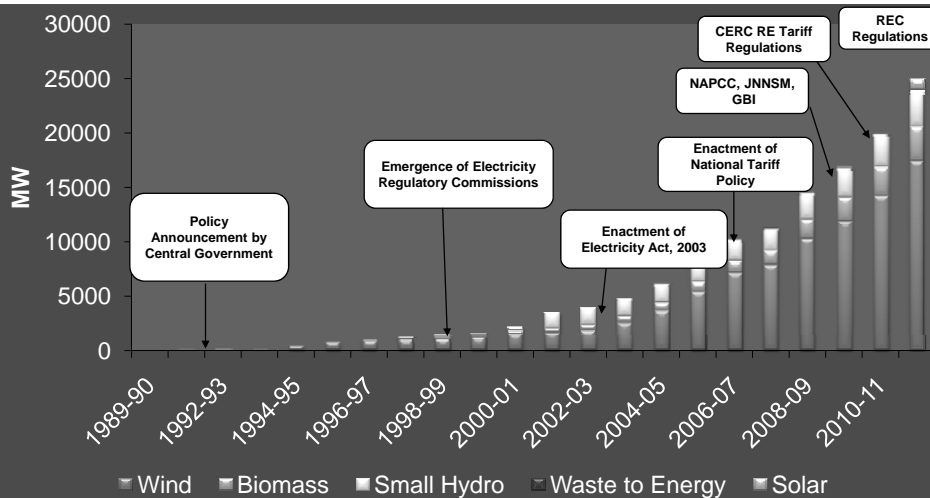 30000
25000
20000
15000
10000
5000
0
MW
Policy
Announcement by
Central Government
Emergence of Electricity
Regulatory Commissions
Enactment of
Electricity Act, 2003
Enactment of
National Tariff
Policy
NAPCC, JNNSM,
GBI
CERC RE Tariff
Regulations
REC
Regulations
1989-90
1992-93
1994-95
1996-97
1998-99
2000-01
2002-03
2004-05
2006-07
2008-09
2010-11
Wind Biomass Small Hydro Waste to Energy Solar